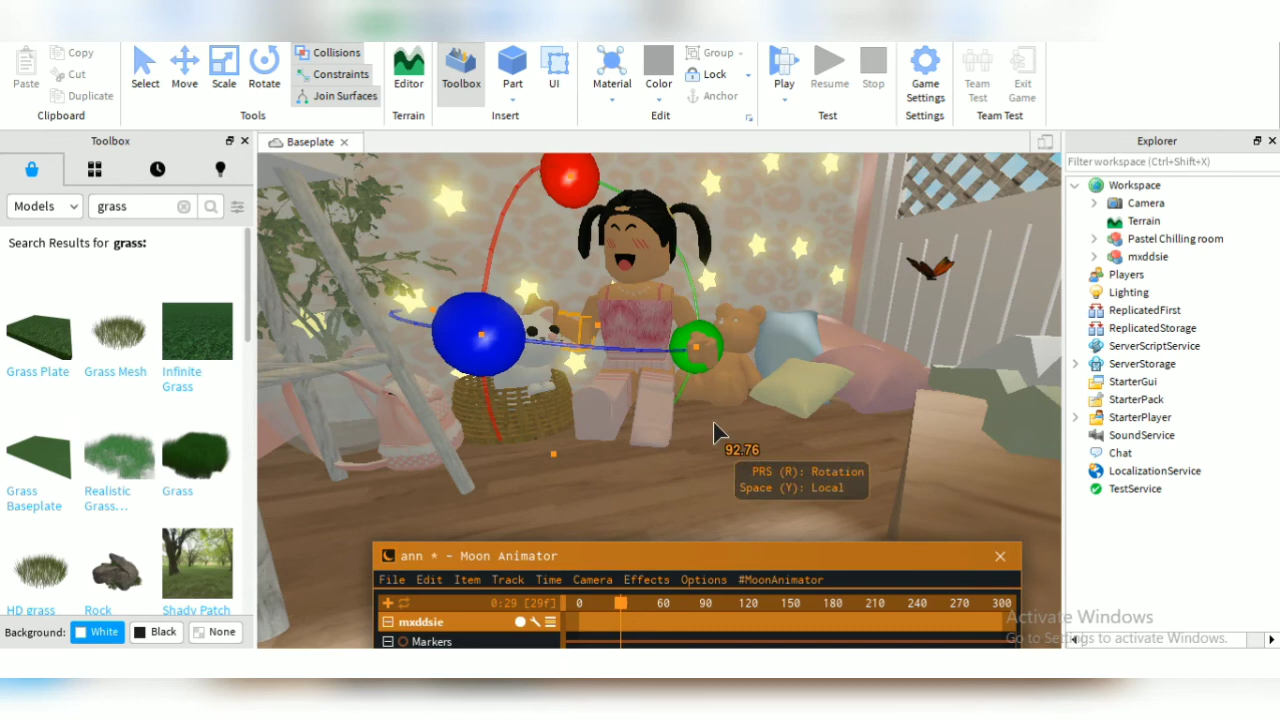 Paste
Copy
Cut
Duplicate
Clipboard
Select
Move
Scale
Rotate
Collisions
Constraints
Join Surfaces
Tools
Editor
Terrain
Toolbox
Part
UI
Insert
Material
Color
Group
Lock
Anchor
Edit
Play
Resume
Stop
Test
Game
Settings
Settings
Team
Test
Exit
Game
Team Test
Toolbox
Models
grass
Search Results for grass:
Grass Plate
Grass Mesh
Infinite
Grass
Grass
Baseplate
Realistic
Grass...
Grass
HD grass
Rock
Shady Patch
Background:
White
Black
None
Baseplate
92.76
PRS (R): Rotation
Space (Y): Local
ann * - Moon Animator
File Edit Item Track Time Camera Effects Options #MoonAnimator
0:29 [29f]
0 60 90 120 150 180 210 240 270 300
mxddsie
Markers
Explorer
Filter workspace (Ctrl+Shift+X)
Workspace
Camera
Terrain
Pastel Chilling room
mxddsie
Players
Lighting
ReplicatedFirst
ReplicatedStorage
ServerScriptService
ServerStorage
StarterGui
StarterPack
StarterPlayer
SoundService
Chat
LocalizationService
TestService
Activate Windows
Go to Settings to activate Windows.